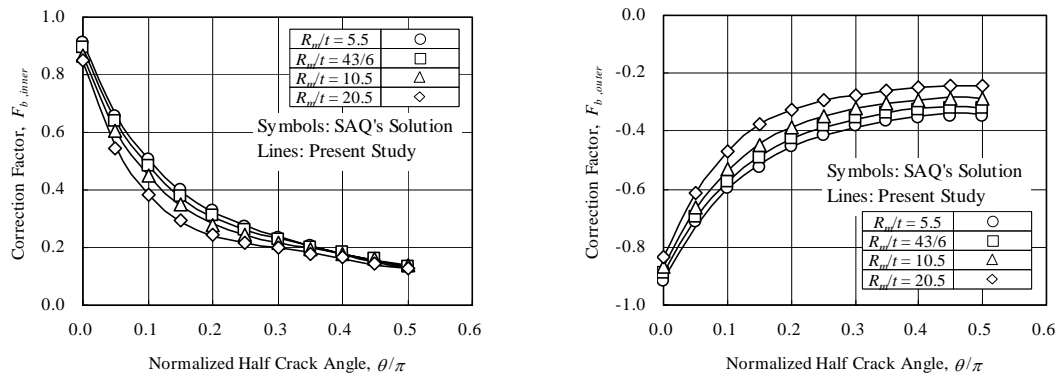 1.0
0.8
0.6
0.4
0.2
0.0
Correction Factor, F_b,inner
R_m/t = 5.5
R_m/t = 43/6
R_m/t = 10.5
R_m/t = 20.5
Symbols: SAQ's Solution
Lines: Present Study
0.0 0.1 0.2 0.3 0.4 0.5 0.6
Normalized Half Crack Angle, θ/π
-0.0
-0.2
-0.4
-0.6
-0.8
-1.0
Correction Factor, F_b,outer
Symbols: SAQ's Solution
Lines: Present Study
R_m/t = 5.5
R_m/t = 43/6
R_m/t = 10.5
R_m/t = 20.5
0.0 0.1 0.2 0.3 0.4 0.5 0.6
Normalized Half Crack Angle, θ/π